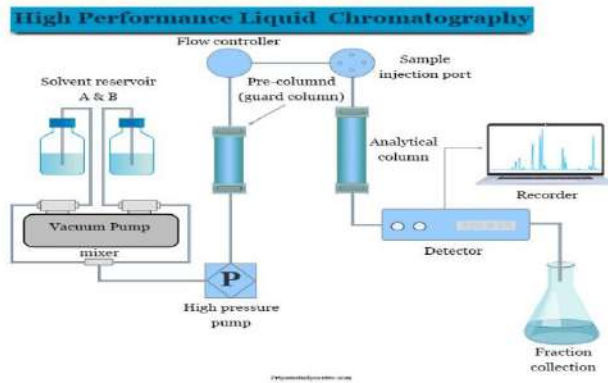 High Performance Liquid Chromatography
Flow controller
Solvent reservoir
A & B
Pre-columnd
(guard column)
Sample
injection port
Analytical
column
Recorder
Vacuum Pump
mixer
P
High pressure
pump
Detector
Fraction
collection